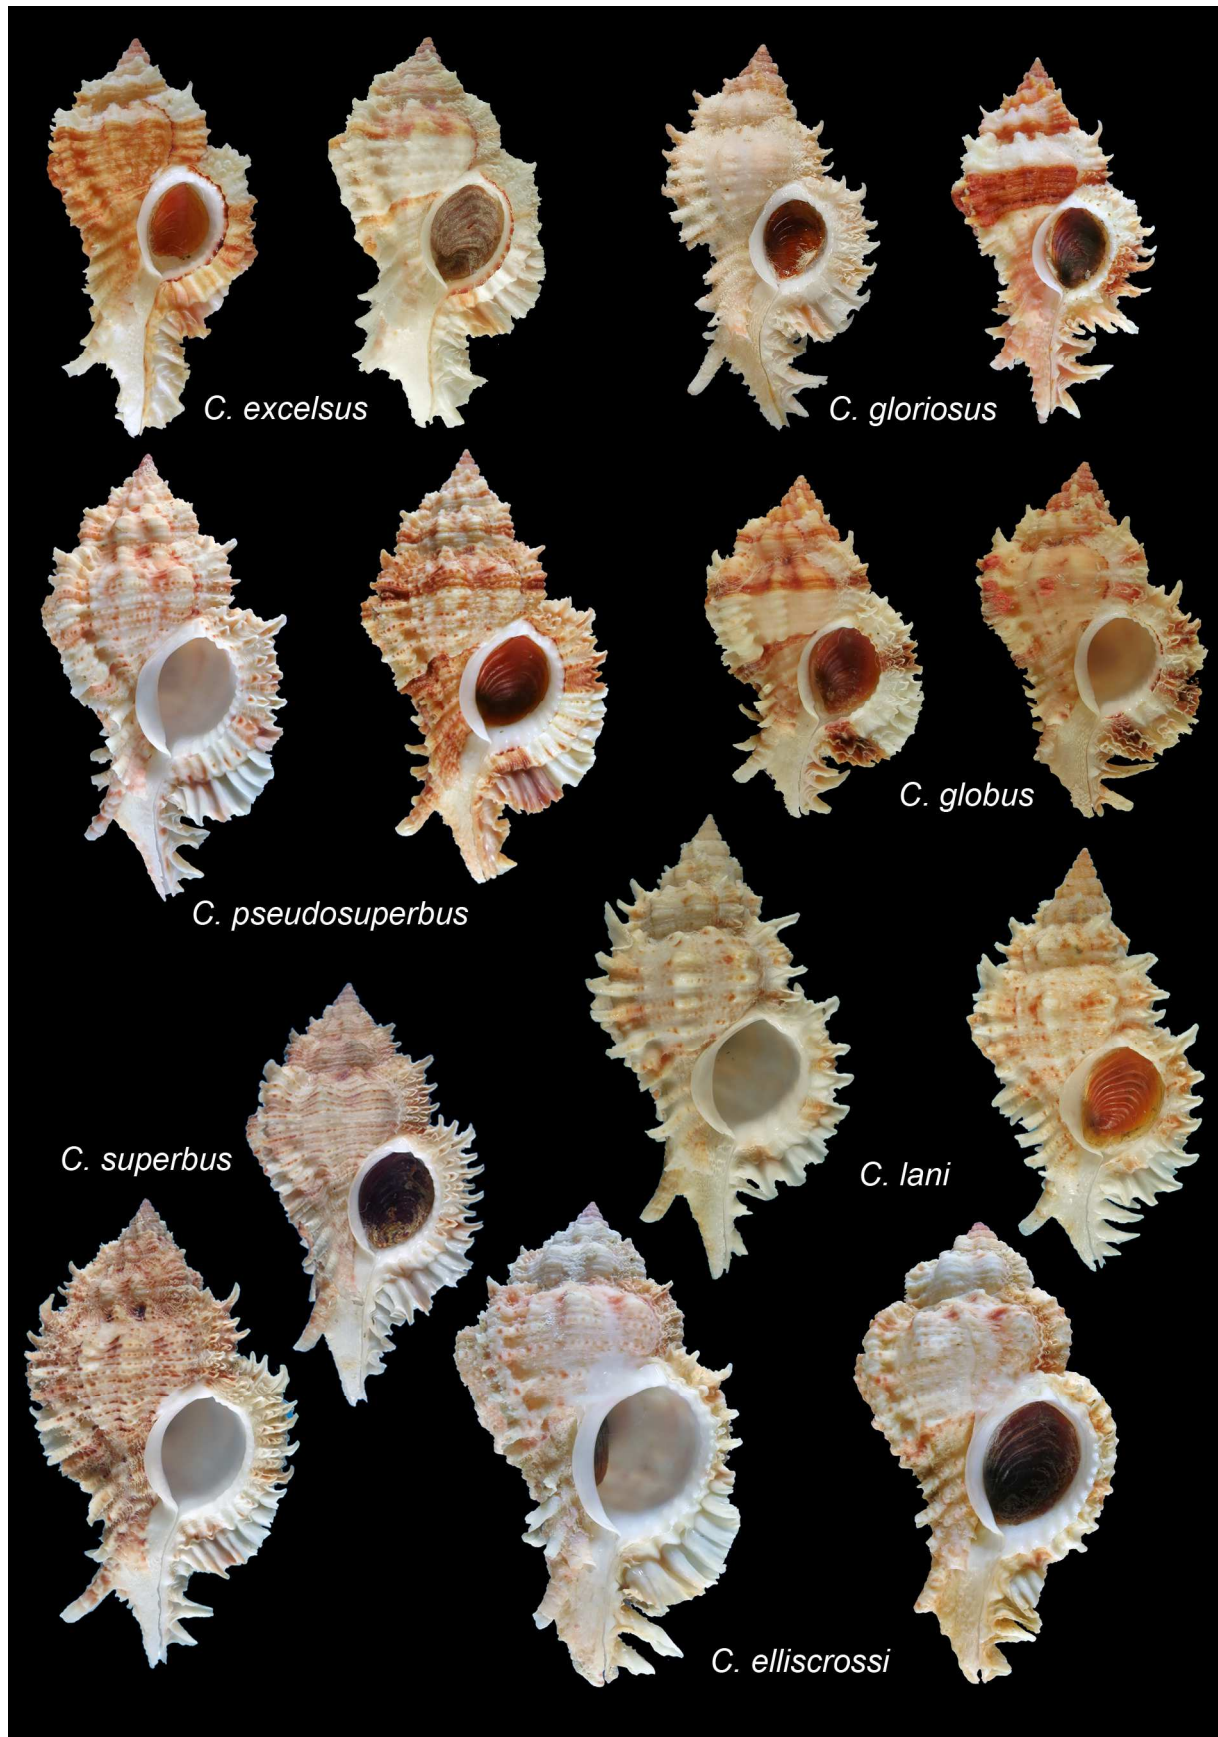 C. excelsus
C. gloriosus
C. globus
C. pseudosuperbus
C. superbus
C. lani
C. elliscrossi